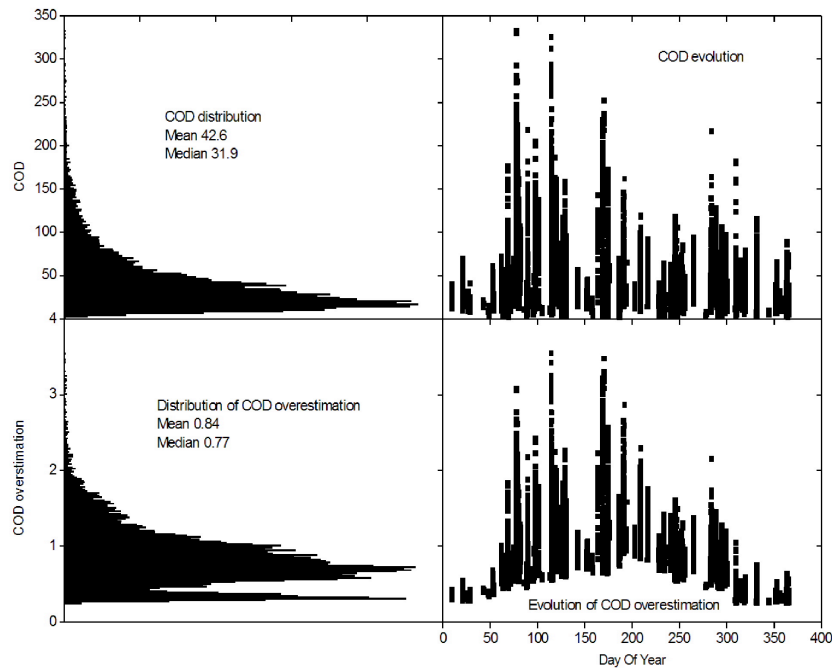 350
300
250
200
150
100
50
4
COD
COD distribution
Mean 42.6
Median 31.9
COD evolution
3
2
1
0
COD overestimation
Distribution of COD overestimation
Mean 0.84
Median 0.77
Evolution of COD overestimation
0 50 100 150 200 250 300 350 400
Day Of Year